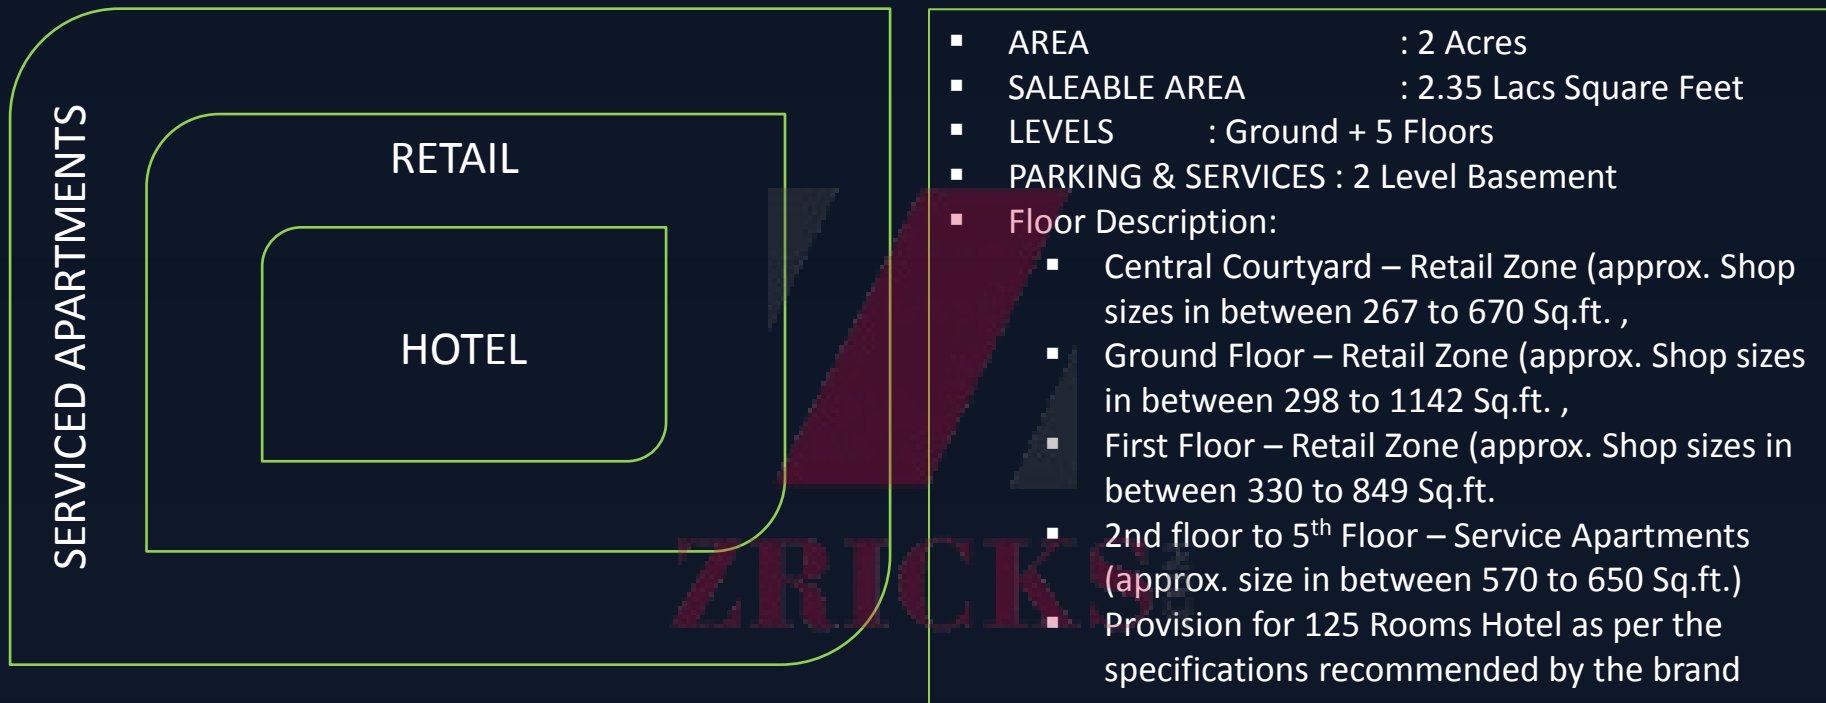 SERVICED APARTMENTS
RETAIL
HOTEL
▪ AREA : 2 Acres
▪ SALEABLE AREA : 2.35 Lacs Square Feet
▪ LEVELS : Ground + 5 Floors
▪ PARKING & SERVICES : 2 Level Basement
▪ Floor Description:
▪ Central Courtyard – Retail Zone (approx. Shop
sizes in between 267 to 670 Sq.ft. ,
▪ Ground Floor – Retail Zone (approx. Shop sizes
in between 298 to 1142 Sq.ft. ,
▪ First Floor – Retail Zone (approx. Shop sizes in
between 330 to 849 Sq.ft.
▪ 2nd floor to 5th Floor – Service Apartments
(approx. size in between 570 to 650 Sq.ft.)
▪ Provision for 125 Rooms Hotel as per the
specifications recommended by the brand
ZRICKS